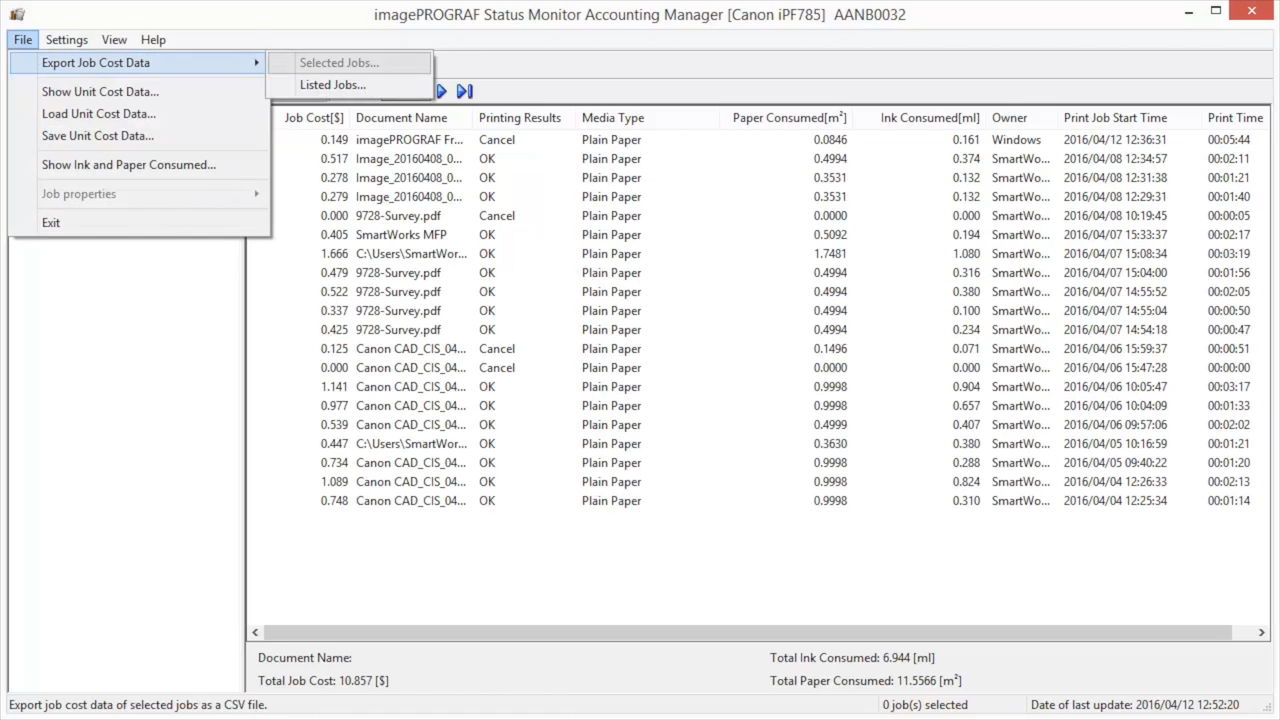 imagePROGRAF Status Monitor Accounting Manager [Canon iPF785] AANB0032
File Settings View Help
Export Job Cost Data
Selected Jobs...
Listed Jobs...
Show Unit Cost Data...
Load Unit Cost Data...
Save Unit Cost Data...
Show Ink and Paper Consumed...
Job properties
Exit
Job Cost[$] Document Name Printing Results Media Type Paper Consumed[m²] Ink Consumed[ml] Owner Print Job Start Time Print Time
0.149 imagePROGRAF Fr... Cancel Plain Paper 0.0846 0.161 Windows 2016/04/12 12:36:31 00:05:44
0.517 Image_20160408_0... OK Plain Paper 0.4994 0.374 SmartWo... 2016/04/08 12:34:57 00:02:11
0.278 Image_20160408_0... OK Plain Paper 0.3531 0.132 SmartWo... 2016/04/08 12:31:38 00:01:21
0.279 Image_20160408_0... OK Plain Paper 0.3531 0.132 SmartWo... 2016/04/08 12:29:31 00:01:40
0.000 9728-Survey.pdf Cancel Plain Paper 0.0000 0.000 SmartWo... 2016/04/08 10:19:45 00:00:05
0.405 SmartWorks MFP OK Plain Paper 0.5092 0.194 SmartWo... 2016/04/07 15:33:37 00:02:17
1.666 C:\Users\SmartWor... OK Plain Paper 1.7481 1.080 SmartWo... 2016/04/07 15:08:34 00:03:19
0.479 9728-Survey.pdf OK Plain Paper 0.4994 0.316 SmartWo... 2016/04/07 15:04:00 00:01:56
0.522 9728-Survey.pdf OK Plain Paper 0.4994 0.380 SmartWo... 2016/04/07 14:55:52 00:02:05
0.337 9728-Survey.pdf OK Plain Paper 0.4994 0.100 SmartWo... 2016/04/07 14:55:04 00:00:50
0.425 9728-Survey.pdf OK Plain Paper 0.4994 0.234 SmartWo... 2016/04/07 14:54:18 00:00:47
0.125 Canon CAD_CIS_04... Cancel Plain Paper 0.1496 0.071 SmartWo... 2016/04/06 15:59:37 00:00:51
0.000 Canon CAD_CIS_04... Cancel Plain Paper 0.0000 0.000 SmartWo... 2016/04/06 15:47:28 00:00:00
1.141 Canon CAD_CIS_04... OK Plain Paper 0.9998 0.904 SmartWo... 2016/04/06 10:05:47 00:03:17
0.977 Canon CAD_CIS_04... OK Plain Paper 0.9998 0.657 SmartWo... 2016/04/06 10:04:09 00:01:33
0.539 Canon CAD_CIS_04... OK Plain Paper 0.4999 0.407 SmartWo... 2016/04/06 09:57:06 00:02:02
0.447 C:\Users\SmartWor... OK Plain Paper 0.3630 0.380 SmartWo... 2016/04/05 10:16:59 00:01:21
0.734 Canon CAD_CIS_04... OK Plain Paper 0.9998 0.288 SmartWo... 2016/04/05 09:40:22 00:01:20
1.089 Canon CAD_CIS_04... OK Plain Paper 0.9998 0.824 SmartWo... 2016/04/04 12:26:33 00:02:13
0.748 Canon CAD_CIS_04... OK Plain Paper 0.9998 0.310 SmartWo... 2016/04/04 12:25:34 00:01:14
Document Name: Total Ink Consumed: 6.944 [ml]
Total Job Cost: 10.857 [$] Total Paper Consumed: 11.5566 [m²]
Export job cost data of selected jobs as a CSV file. 0 job(s) selected Date of last update: 2016/04/12 12:52:20